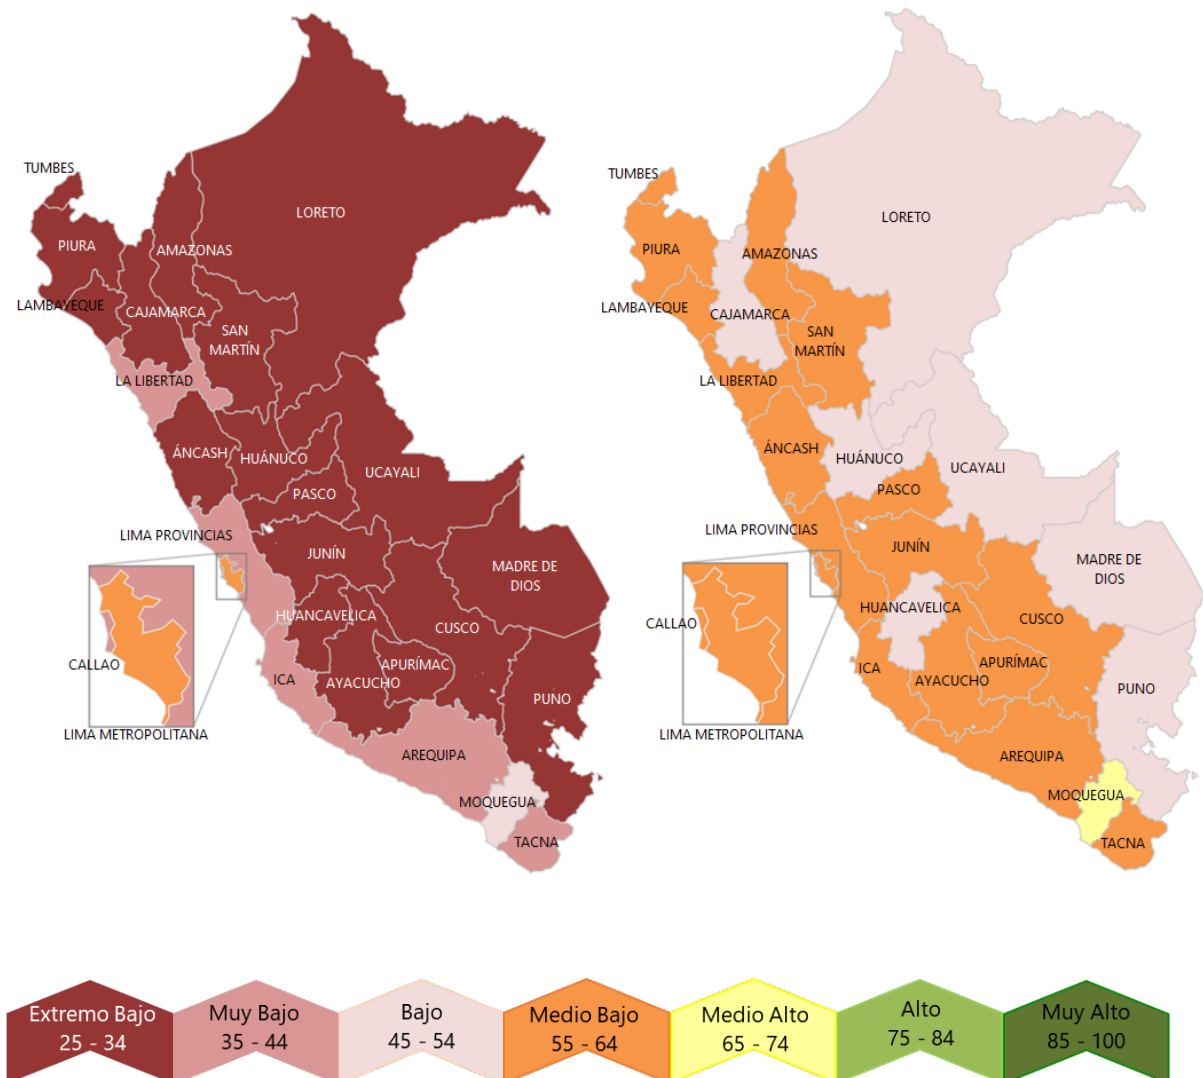 TUMBES
LORETO
PIURA
AMAZONAS
LAMBAYEQUE
CAJAMARCA
SAN
MARTÍN
LA LIBERTAD
ÁNCASH
HUÁNUCO
UCAYALI
PASCO
LIMA PROVINCIAS
JUNÍN
MADRE DE
DIOS
HUANCAVELICA
CUSCO
CALLAO
APURÍMAC
ICA
AYACUCHO
PUNO
LIMA METROPOLITANA
AREQUIPA
MOQUEGUA
TACNA
TUMBES
LORETO
PIURA
AMAZONAS
LAMBAYEQUE
CAJAMARCA
SAN
MARTÍN
LA LIBERTAD
ÁNCASH
HUÁNUCO
UCAYALI
PASCO
LIMA PROVINCIAS
JUNÍN
MADRE DE
DIOS
HUANCAVELICA
CUSCO
CALLAO
APURÍMAC
ICA
AYACUCHO
PUNO
LIMA METROPOLITANA
AREQUIPA
MOQUEGUA
TACNA
Extremo Bajo
25 - 34
Muy Bajo
35 - 44
Bajo
45 - 54
Medio Bajo
55 - 64
Medio Alto
65 - 74
Alto
75 - 84
Muy Alto
85 - 100